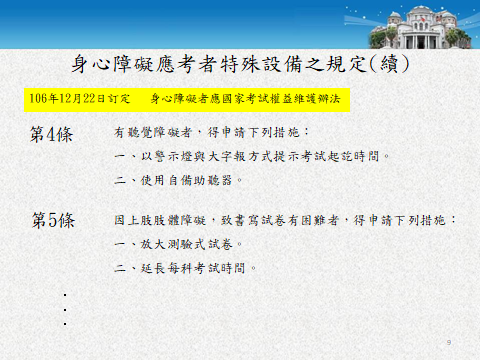 身心障礙應考者特殊設備之規定(續)
106年12月22日訂定 身心障礙者應國家考試權益維護辦法
第4條 有聽覺障礙者，得申請下列措施：
一、以警示燈與大字報方式提示考試起訖時間。
二、使用自備助聽器。
第5條 因上肢肢體障礙，致書寫試卷有困難者，得申請下列措施：
一、放大測驗式試卷。
二、延長每科考試時間。
.
.
.
9